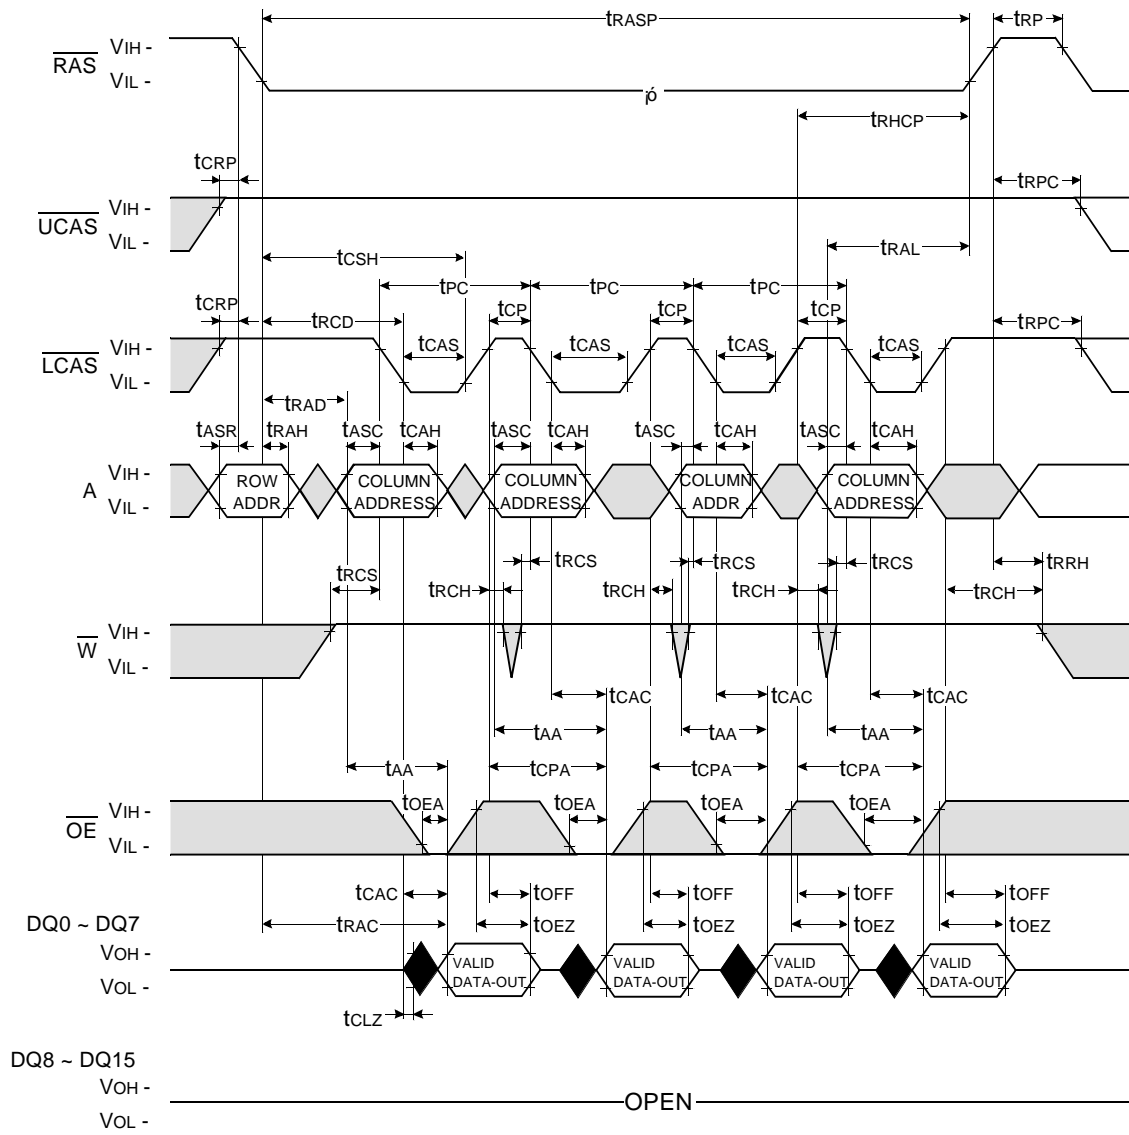 tRASP tRP
RAS VIH -
VIL -
¡ó
tRHCP
tCRP tRPC
UCAS VIH -
VIL -
tCSH tRAL
tPC tPC tPC
tCRP tRCD tCP tCP tCP tRPC
tCAS tCAS tCAS tCAS
LCAS VIH -
VIL -
tRAD
tASR tRAH tASC tCAH tASC tCAH tASC tCAH tASC tCAH
A VIH -
VIL -
ROW ADDR
COLUMN ADDRESS
COLUMN ADDRESS
COLUMN ADDR
COLUMN ADDRESS
tRCS tRCS tRCS tRCS tRRH
tRCH tRCH tRCH tRCH
W VIH -
VIL -
tCAC tCAC tCAC
tAA tAA tAA
tAA tCPA tCPA tCPA
tOEA tOEA tOEA tOEA
OE VIH -
VIL -
tCAC tOFF tOFF tOFF tOFF
tRAC tOEZ tOEZ tOEZ tOEZ
DQ0 ~ DQ7
VOH -
VOL -
VALID DATA-OUT
VALID DATA-OUT
VALID DATA-OUT
VALID DATA-OUT
tCLZ
DQ8 ~ DQ15
VOH -
VOL -
OPEN